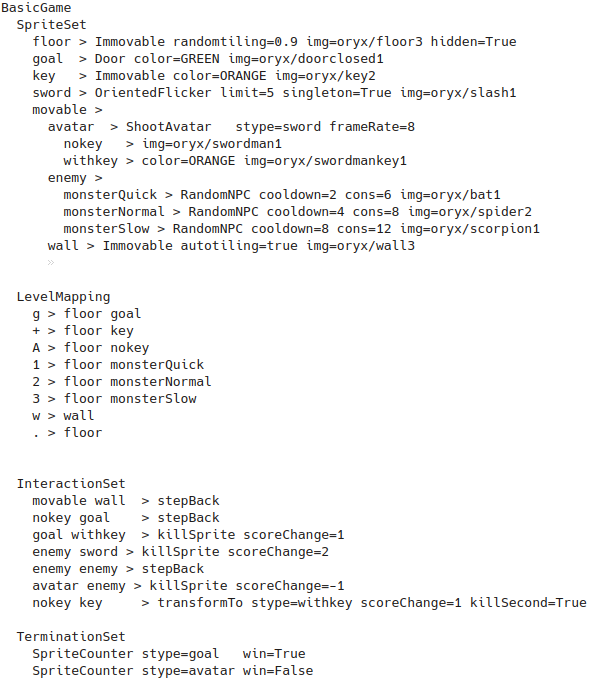 BasicGame
  SpriteSet
    floor > Immovable randomtiling=0.9 img=oryx/floor3 hidden=True
    goal  > Door color=GREEN img=oryx/doorclosed1
    key   > Immovable color=ORANGE img=oryx/key2
    sword > OrientedFlicker limit=5 singleton=True img=oryx/slash1
    movable >
      avatar  > ShootAvatar   stype=sword frameRate=8
        nokey   > img=oryx/swordman1
        withkey > color=ORANGE img=oryx/swordmankey1
      enemy >
        monsterQuick > RandomNPC cooldown=2 cons=6 img=oryx/bat1
        monsterNormal > RandomNPC cooldown=4 cons=8 img=oryx/spider2
        monsterSlow > RandomNPC cooldown=8 cons=12 img=oryx/scorpion1
      wall > Immovable autotiling=true img=oryx/wall3
      »
  LevelMapping
    g > floor goal
    + > floor key
    A > floor nokey
    1 > floor monsterQuick
    2 > floor monsterNormal
    3 > floor monsterSlow
    w > wall
    . > floor
  InteractionSet
    movable wall  > stepBack
    nokey goal    > stepBack
    goal withkey  > killSprite scoreChange=1
    enemy sword > killSprite scoreChange=2
    enemy enemy > stepBack
    avatar enemy > killSprite scoreChange=-1
    nokey key     > transformTo stype=withkey scoreChange=1 killSecond=True
  TerminationSet
    SpriteCounter stype=goal   win=True
    SpriteCounter stype=avatar win=False